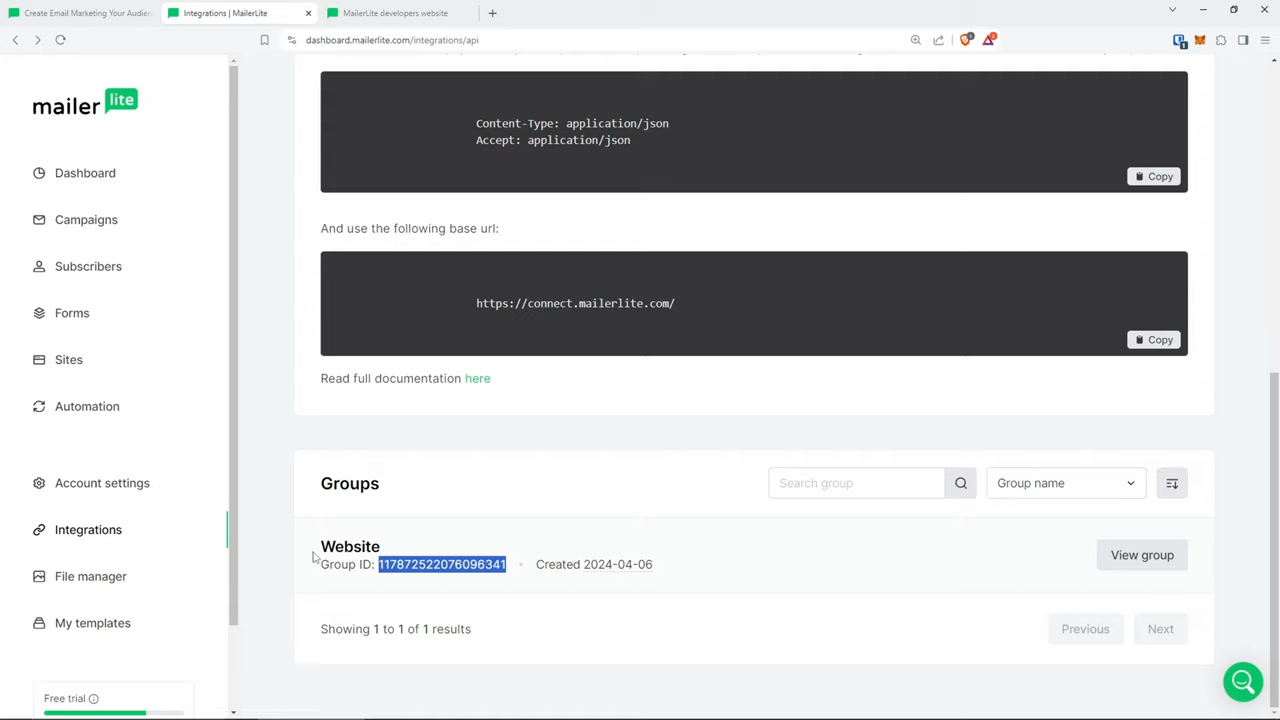 Create Email Marketing Your Audien
Integrations | MailerLite
MailerLite developers website
dashboard.mailerlite.com/integrations/api
mailer lite
Dashboard
Campaigns
Subscribers
Forms
Sites
Automation
Account settings
Integrations
File manager
My templates
Free trial
Content-Type: application/json
Accept: application/json
Copy
And use the following base url:
https://connect.mailerlite.com/
Copy
Read full documentation here
Groups
Search group
Group name
Website
Group ID: 117872522076096341 • Created 2024-04-06
View group
Showing 1 to 1 of 1 results
Previous
Next